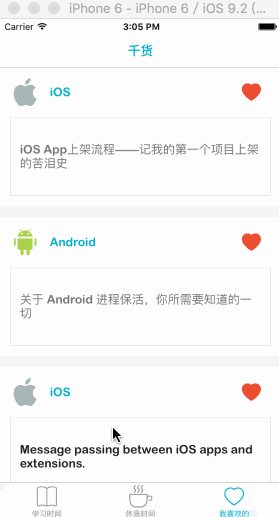 iPhone 6 - iPhone 6 / iOS 9.2 (...
Carrier
3:05 PM
千货
iOS
iOS App上架流程——记我的第一个项目上架
的苦泪史
Android
关于 Android 进程保活，你所需要知道的一
切
iOS
Message passing between iOS apps and
extensions.
学习时间
休息时间
我喜欢的